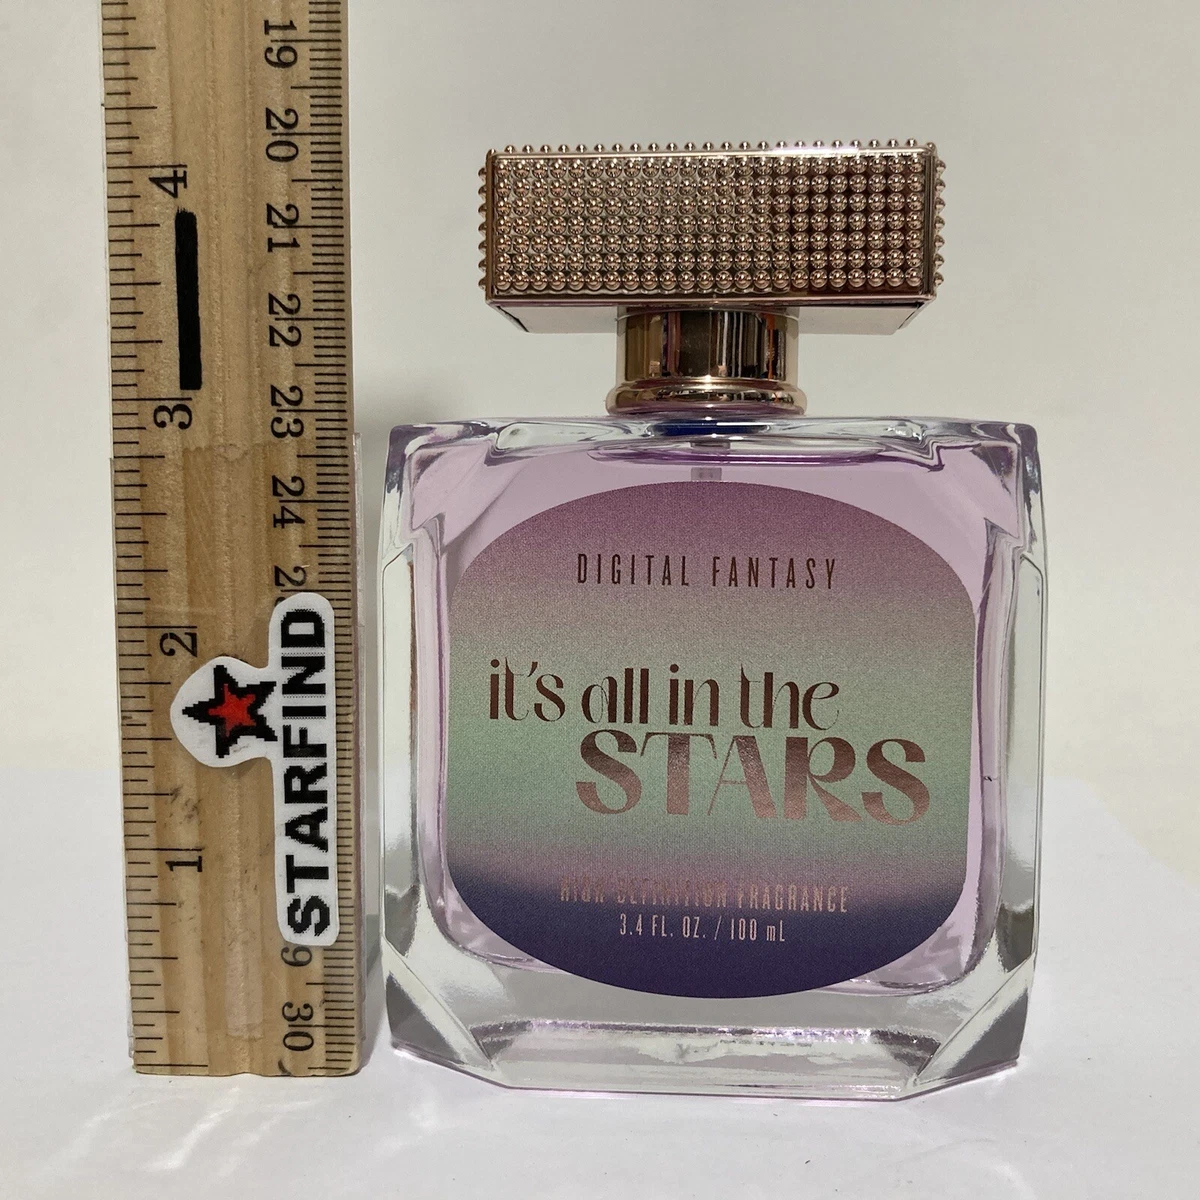 19
20
21
22
23
24
30
4
3
2
1
STARFIND
DIGITAL FANTASY
it's all in the
STARS
HIGH DEFINITION FRAGRANCE
3.4 FL. OZ. / 100 mL